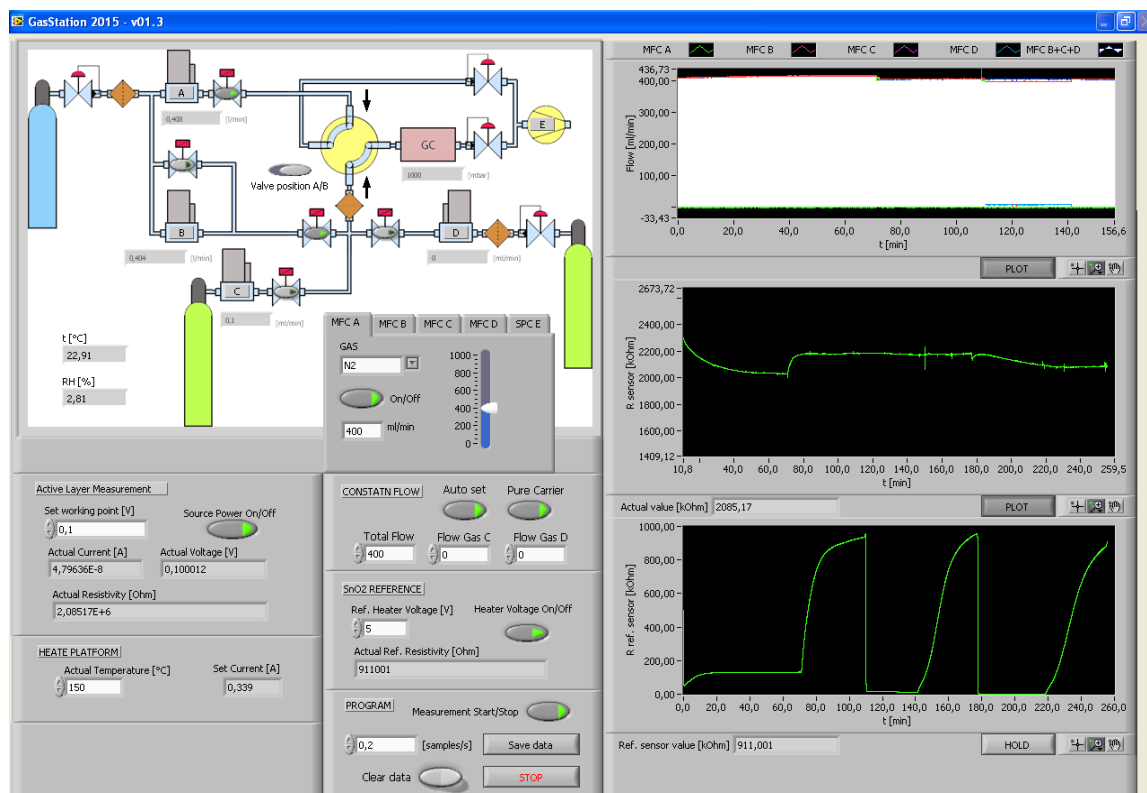 GasStation 2015 - v01.3
A
0,408 [l/min]
GC
E
1000 [mbar]
Valve position A/B
B
D
0,404 [l/min]
0 [ml/min]
C
0,1 [ml/min]
t [°C]
22,91
RH [%]
2,81
MFC A MFC B MFC C MFC D SPC E
GAS
N2
On/Off
400 ml/min
1000
800
600
400
200
0
Active Layer Measurement
Set working point [V]
Source Power On/Off
0,1
Actual Current [A] Actual Voltage [V]
4,79636E-8 0,100012
Actual Resistivity [Ohm]
2,08517E+6
HEATE PLATFORM
Actual Temperature [°C] Set Current [A]
150 0,339
CONSTATN FLOW Auto set Pure Carrier
Total Flow Flow Gas C Flow Gas D
400 0 0
SnO2 REFERENCE
Ref. Heater Voltage [V] Heater Voltage On/Off
5
Actual Ref. Resistivity [Ohm]
911001
PROGRAM
Measurement Start/Stop
0,2 [samples/s] Save data
Clear data STOP
MFC A MFC B MFC C MFC D MFC B+C+D
Flow [ml/min]
436,73
400,00
300,00
200,00
100,00
-33,43
0,0 20,0 40,0 60,0 80,0 100,0 120,0 140,0 156,6
t [min]
PLOT
R sensor [kOhm]
2673,72
2400,00
2200,00
2000,00
1800,00
1600,00
1409,12
10,8 40,0 60,0 80,0 100,0 120,0 140,0 160,0 180,0 200,0 220,0 259,5
t [min]
Actual value [kOhm] 2085,17 PLOT
R ref. sensor [kOhm]
1000,00
800,00
600,00
400,00
200,00
0,00
0,0 20,0 40,0 60,0 80,0 100,0 120,0 140,0 160,0 180,0 200,0 220,0 240,0 260,0
t [min]
Ref. sensor value [kOhm] 911,001 HOLD